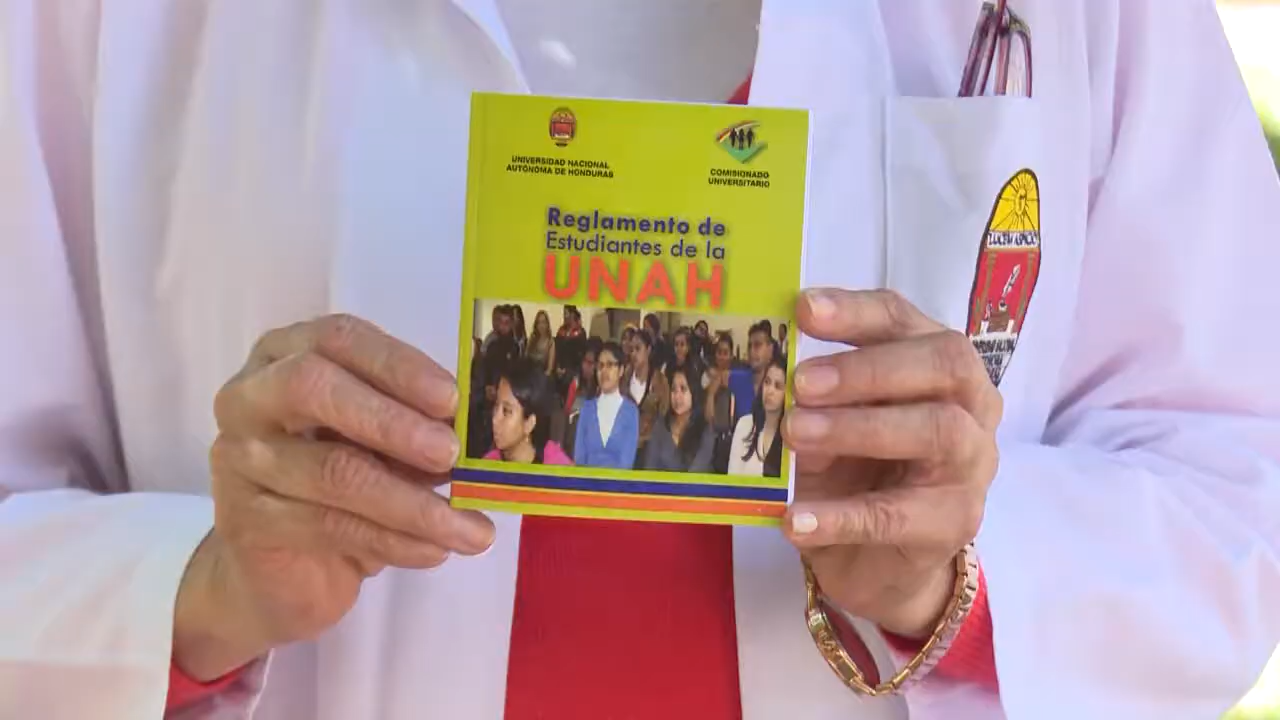 UNIVERSIDAD NACIONAL
AUTÓNOMA DE HONDURAS
COMISIONADO
UNIVERSITARIO
Reglamento de
Estudiantes de la
UNAH